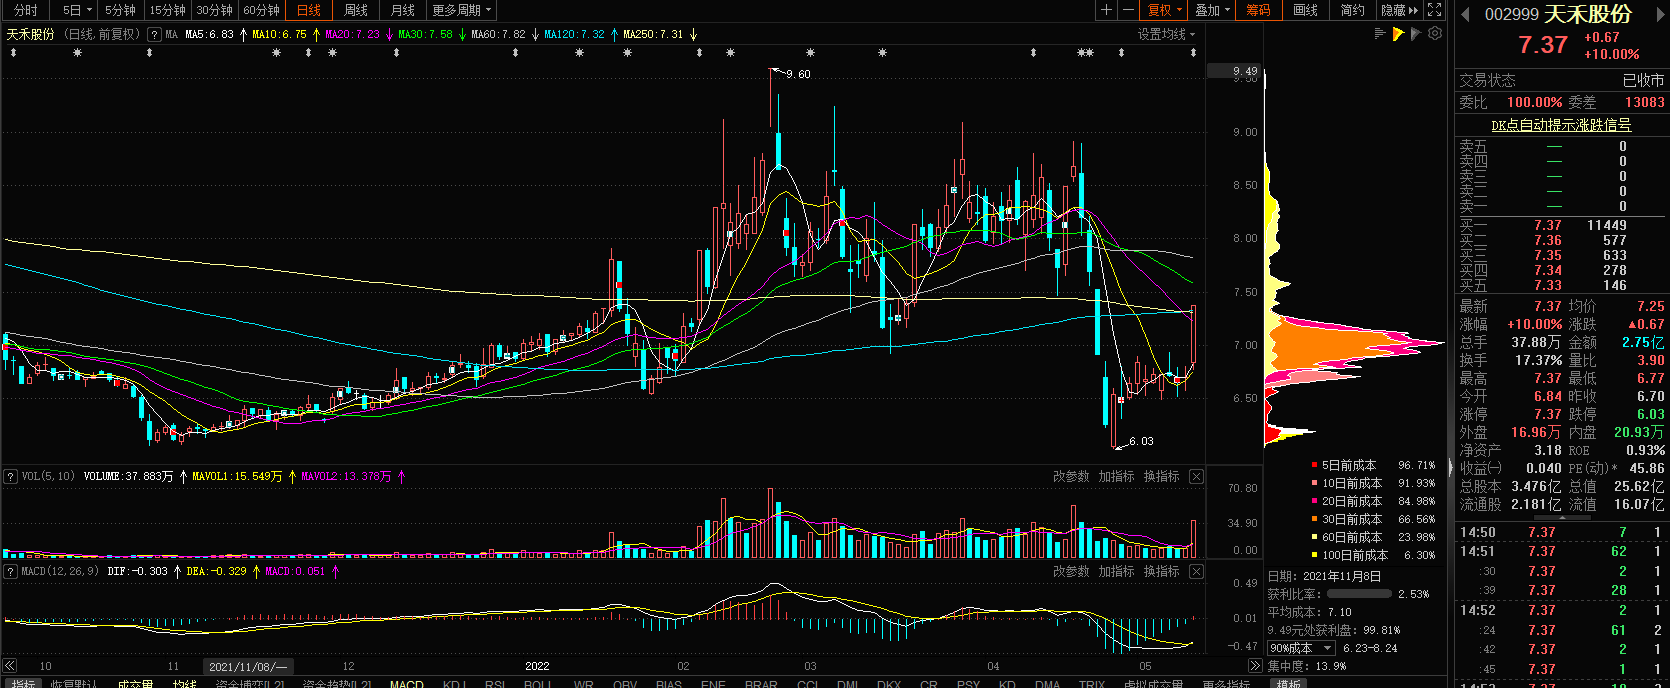 分时 5日 5分钟 15分钟 30分钟 60分钟 日线 周线 月线 更多周期 复权 叠加 筹码 画线 简约 隐藏
002999 天禾股份
天禾股份 (日线,前复权) ? MA MA5:6.83 ↑ MA10:6.75 ↑ MA20:7.23 ↓ MA30:7.58 ↓ MA60:7.82 ↓ MA120:7.32 ↑ MA250:7.31 ↓ 设置均线
7.37 +0.67
+10.00%
9.60
9.49
9.00
8.50
8.00
7.50
7.00
6.50
6.03
交易状态 已收市
委比 100.00% 委差 13083
DK点自动提示涨跌信号
卖五 — 0
卖四 — 0
卖三 — 0
卖二 — 0
卖一 — 0
买一 7.37 11449
买二 7.36 577
买三 7.35 633
买四 7.34 278
买五 7.33 146
最新 7.37 均价 7.25
涨幅 +10.00% 涨跌 ▲0.67
总手 37.88万 金额 2.75亿
换手 17.37% 量比 3.90
最高 7.37 最低 6.77
今开 6.84 昨收 6.70
涨停 7.37 跌停 6.03
外盘 16.96万 内盘 20.93万
净资产 3.18 ROE 0.93%
收益(一) 0.040 PE(动)* 45.86
总股本 3.476亿 总值 25.62亿
流通股 2.181亿 流值 16.07亿
14:50 7.37 7 1
14:51 7.37 62 1
:30 7.37 2 1
:39 7.37 28 1
14:52 7.37 2 1
:24 7.37 61 2
:42 7.37 2 1
:45 7.37 1 1
? VOL(5,10) VOLUME:37.883万 ↑ MAVOL1:15.549万 ↑ MAVOL2:13.378万 ↑ 改参数 加指标 换指标
70.80
34.90
0.00
? MACD(12,26,9) DIF:-0.303 ↑ DEA:-0.329 ↑ MACD:0.051 ↑ 改参数 加指标 换指标
0.49
0.01
-0.47
5日前成本 96.71%
10日前成本 91.93%
20日前成本 84.98%
30日前成本 66.56%
60日前成本 23.98%
100日前成本 6.30%
日期: 2021年11月8日
获利比率: 2.53%
平均成本: 7.10
9.49元处获利盘: 99.81%
90%成本 6.23-8.24
集中度: 13.9%
10 11 2021/11/08/一 12 2022 02 03 04 05
指标 恢复默认 成交量 均线 资金博弈[L2] 资金趋势[L2] MACD KDJ RSI BOLL WR OBV BIAS ENE BRAR CCI DMI DKX CR PSY KD DMA TRIX 虚拟成交量 更多指标 模板